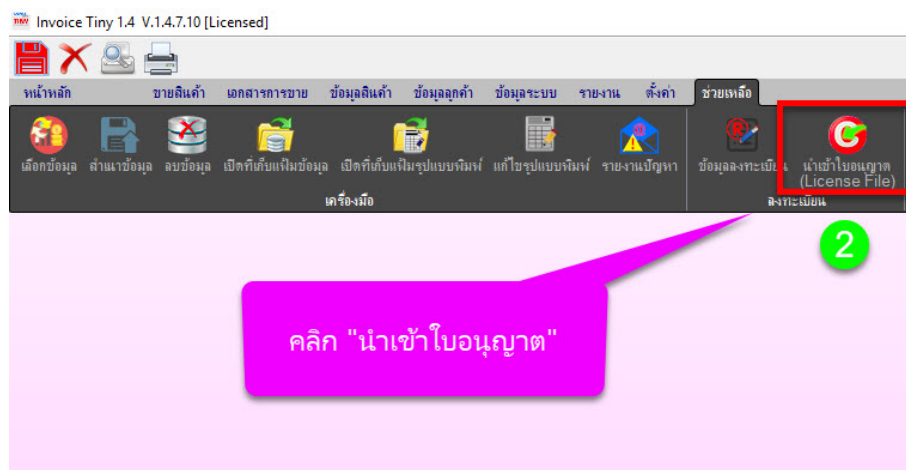 Invoice Tiny 1.4 V.1.4.7.10 [Licensed]
หน้าหลัก ขายสินค้า เอกสารการขาย ข้อมูลสินค้า ข้อมูลลูกค้า ข้อมูลระบบ รายงาน ตั้งค่า ช่วยเหลือ
เลือกข้อมูล สำเนาข้อมูล ลบข้อมูล เปิดที่เก็บแฟ้มข้อมูล เปิดที่เก็บแฟ้มรูปแบบพิมพ์ แก้ไขรูปแบบพิมพ์ รายงานปัญหา ข้อมูลลงทะเบียน นำเข้าใบอนุญาต
(License File)
เครื่องมือ ลงทะเบียน
2
คลิก "นำเข้าใบอนุญาต"